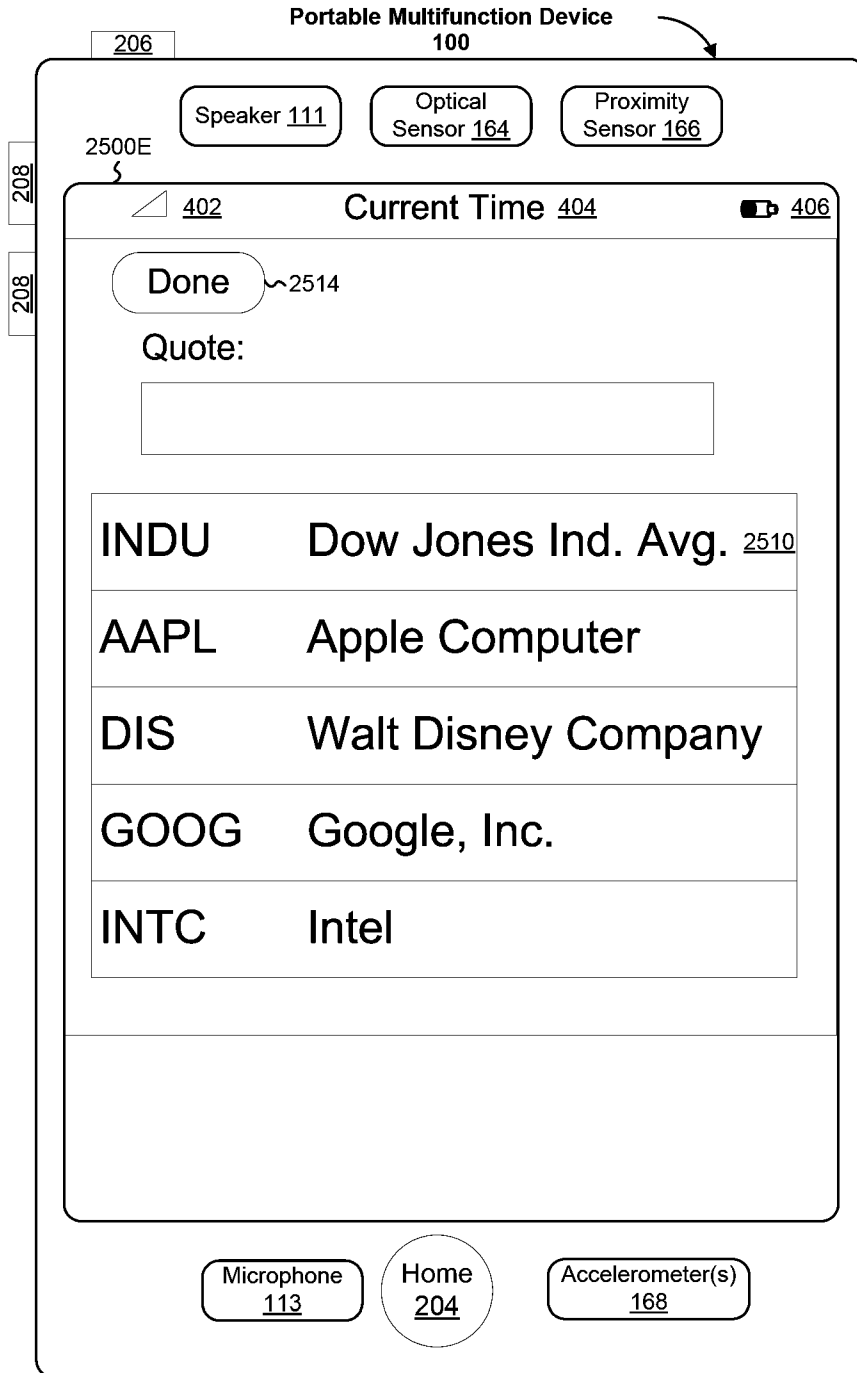 Portable Multifunction Device
100
206
Speaker 111
Optical
Sensor 164
Proximity
Sensor 166
2500E
208
208
402
Current Time 404
406
Done
2514
Quote:
INDU Dow Jones Ind. Avg. 2510
AAPL Apple Computer
DIS Walt Disney Company
GOOG Google, Inc.
INTC Intel
Microphone
113
Home
204
Accelerometer(s)
168